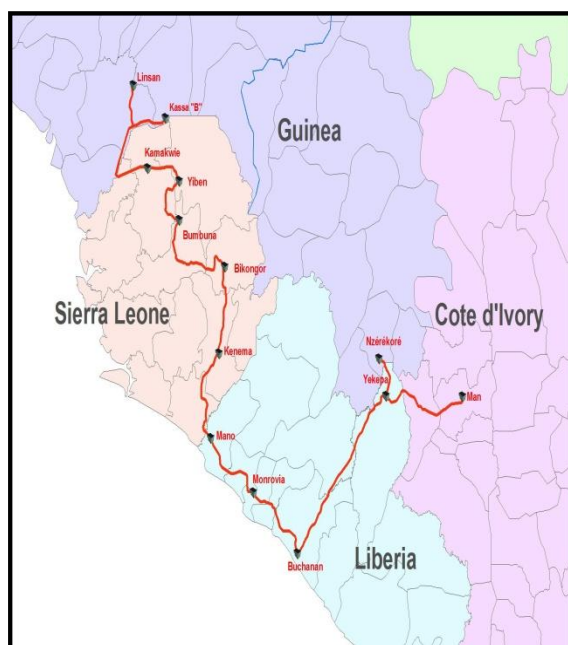 Linsan
Kassa "B"
Guinea
Kamakwie
Yiben
Bumbuna
Bikongor
Sierra Leone
Cote d'Ivory
Nzérékoré
Kenema
Yekepa
Man
Mano
Monrovia
Liberia
Buchanan